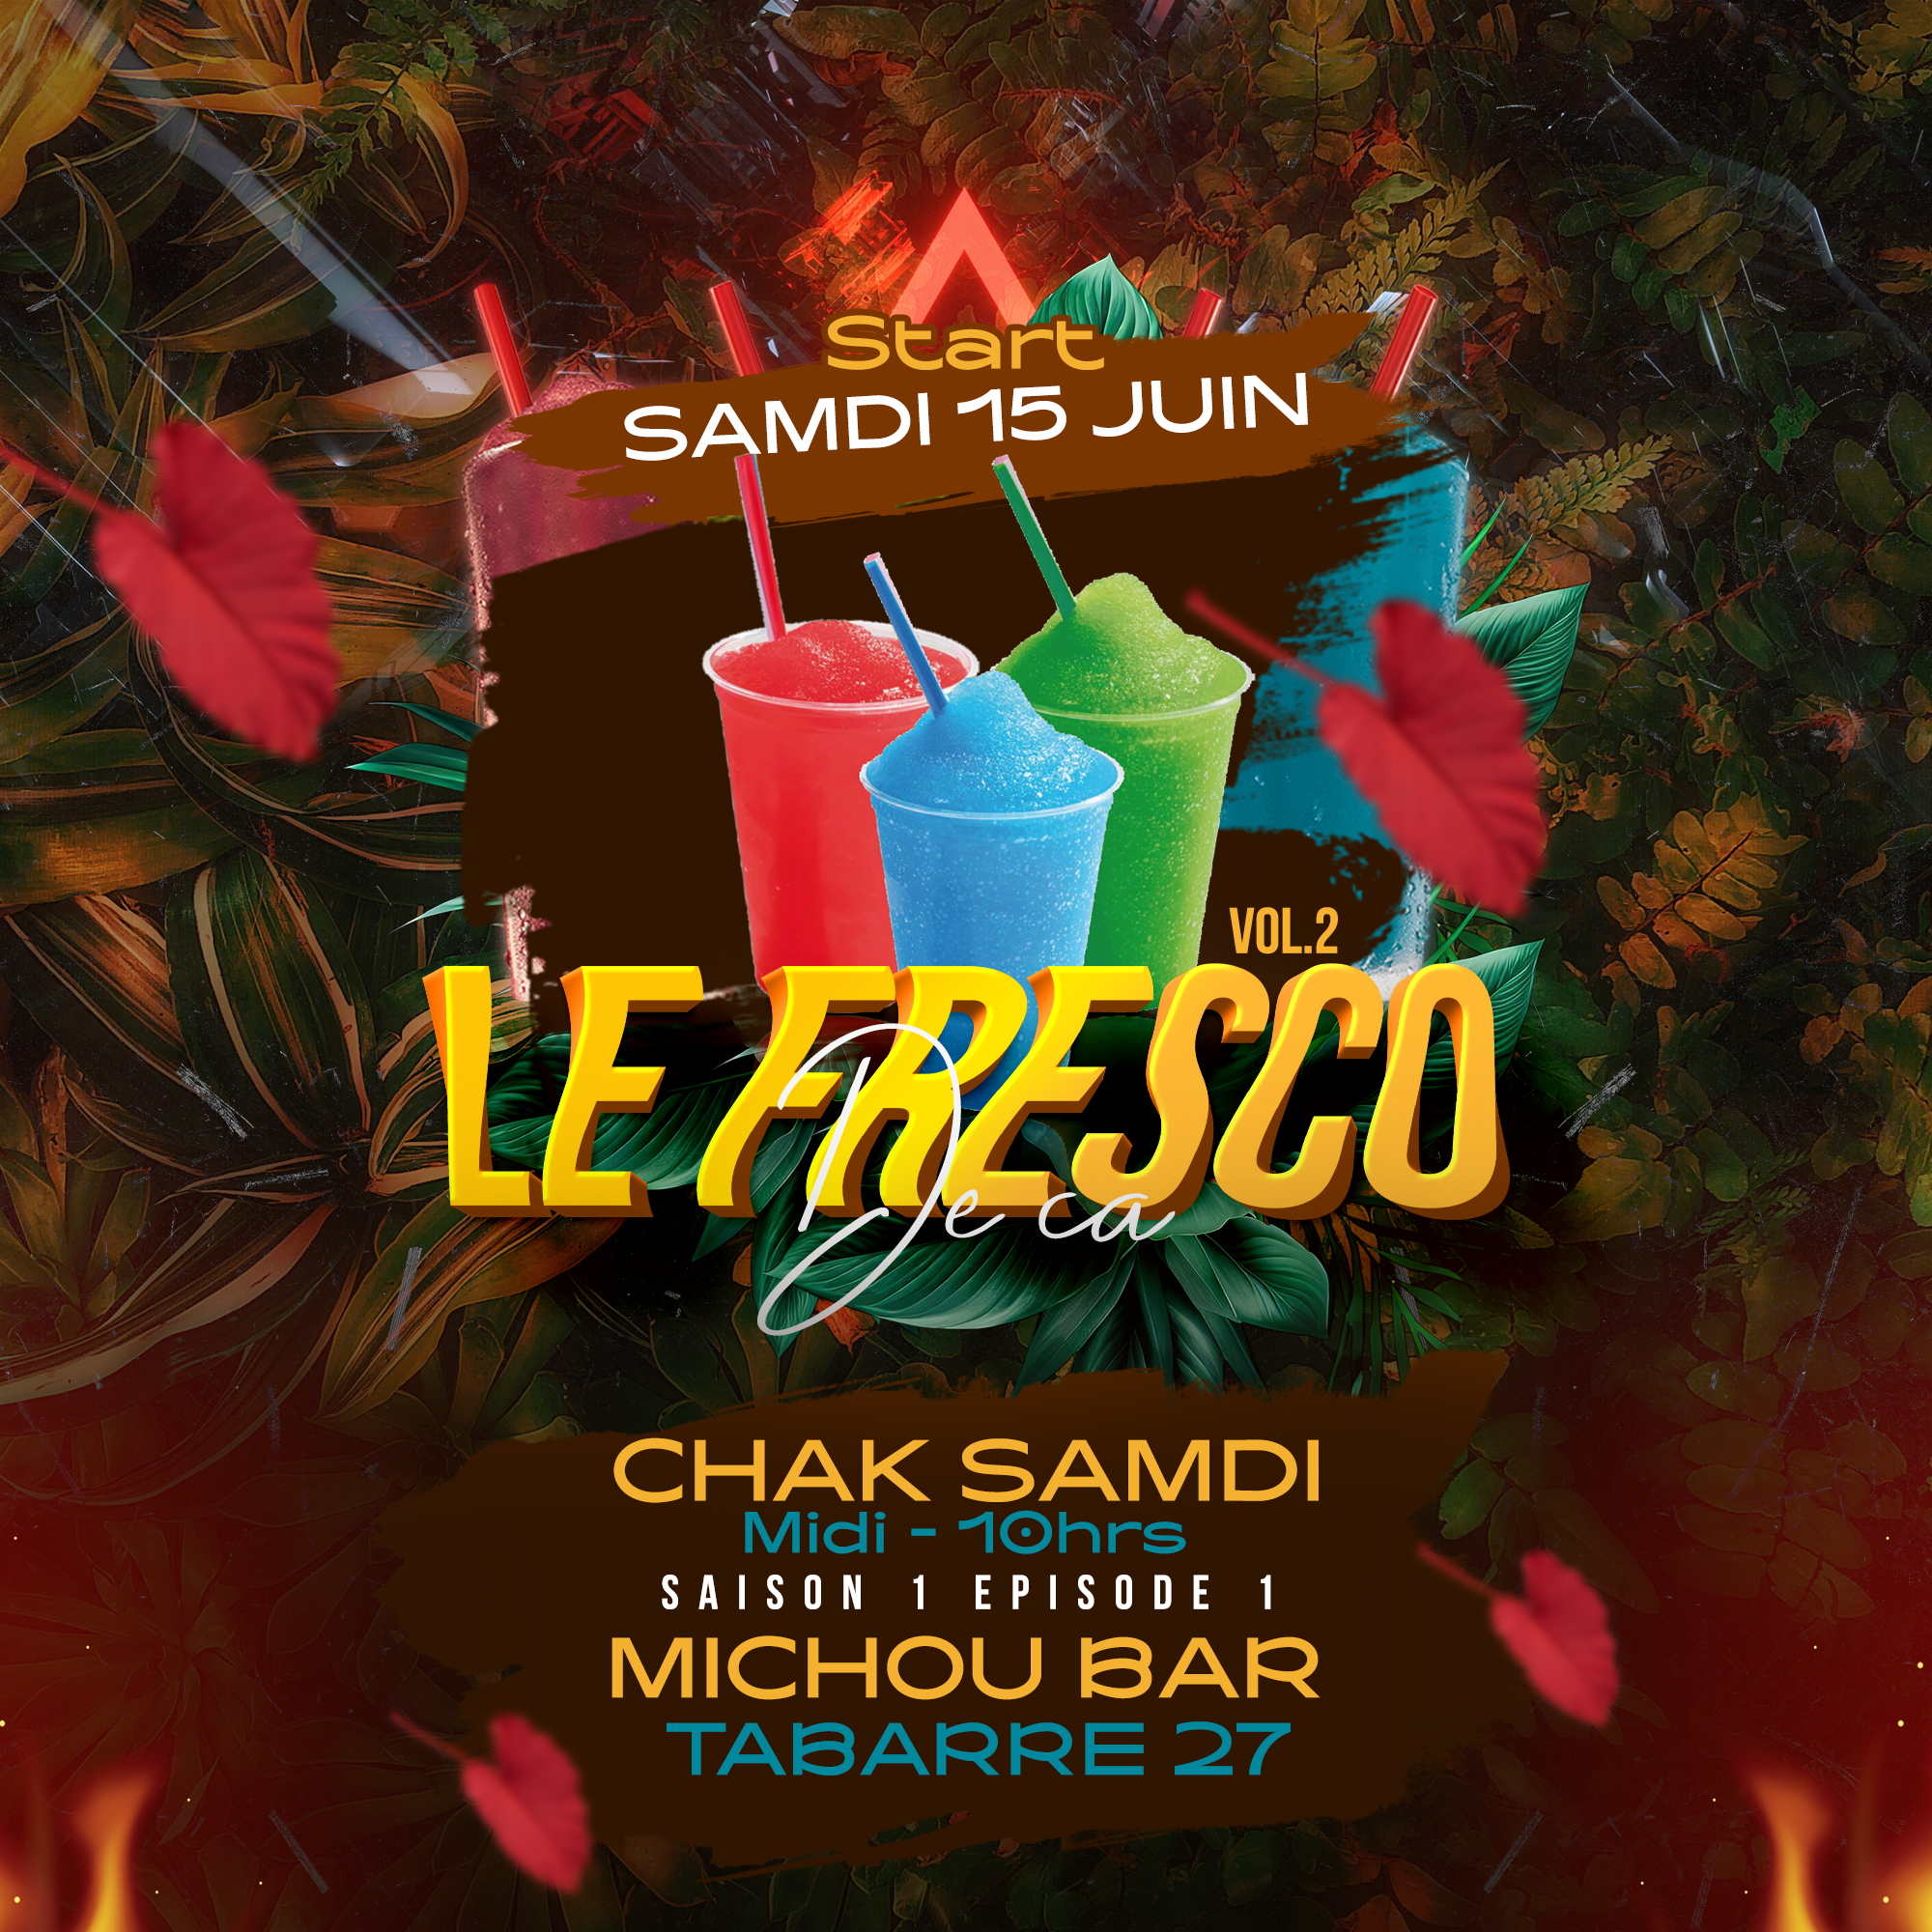 Start
SAMDI 15 JUIN
VOL.2
LE FRESCO
De ca
CHAK SAMDI
Midi - 10hrs
SAISON 1 EPISODE 1
MICHOU BAR
TABARRE 27